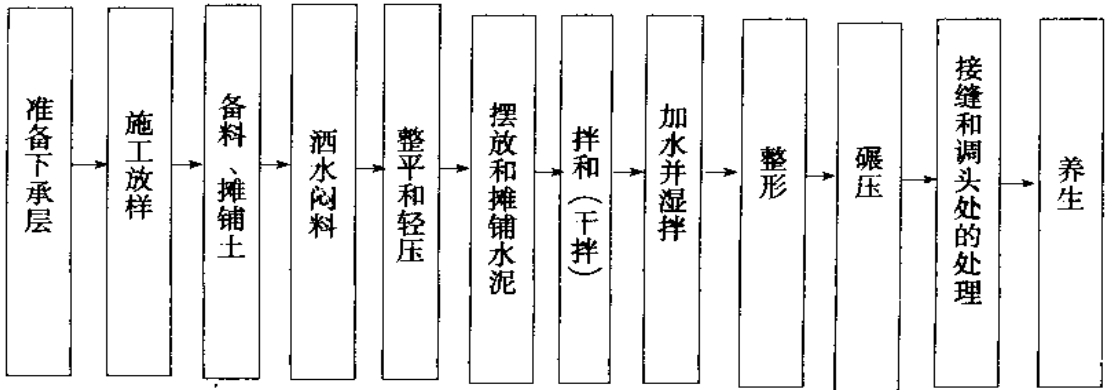 准备下承层
施工放样
备料、摊铺土
洒水闷料
整平和轻压
摆放和摊铺水泥
拌和(干拌)
加水并湿拌
整形
碾压
接缝和调头处的处理
养生